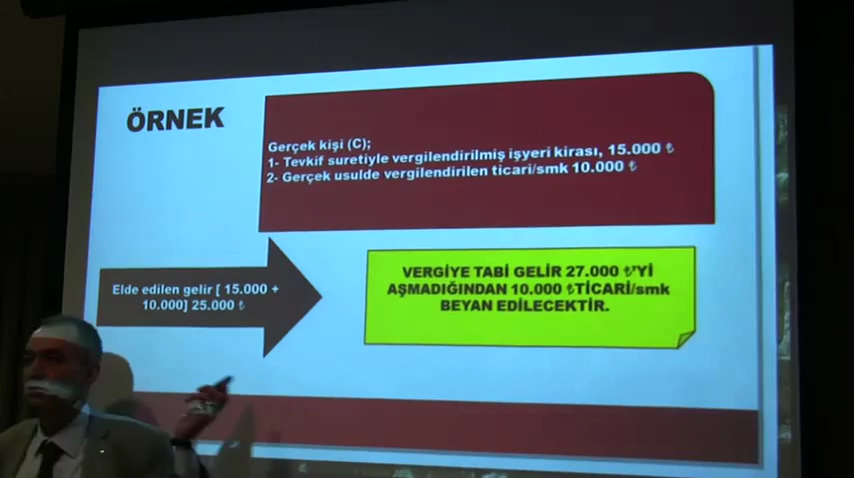 ÖRNEK
Gerçek kişi (C);
1- Tevkif suretiyle vergilendirilmiş işyeri kirası, 15.000 ₺
2- Gerçek usulde vergilendirilen ticari/smk 10.000 ₺
Elde edilen gelir [ 15.000 +
10.000] 25.000 ₺
VERGİYE TABİ GELİR 27.000 ₺'Yİ
AŞMADIĞINDAN 10.000 ₺TİCARİ/smk
BEYAN EDİLECEKTİR.